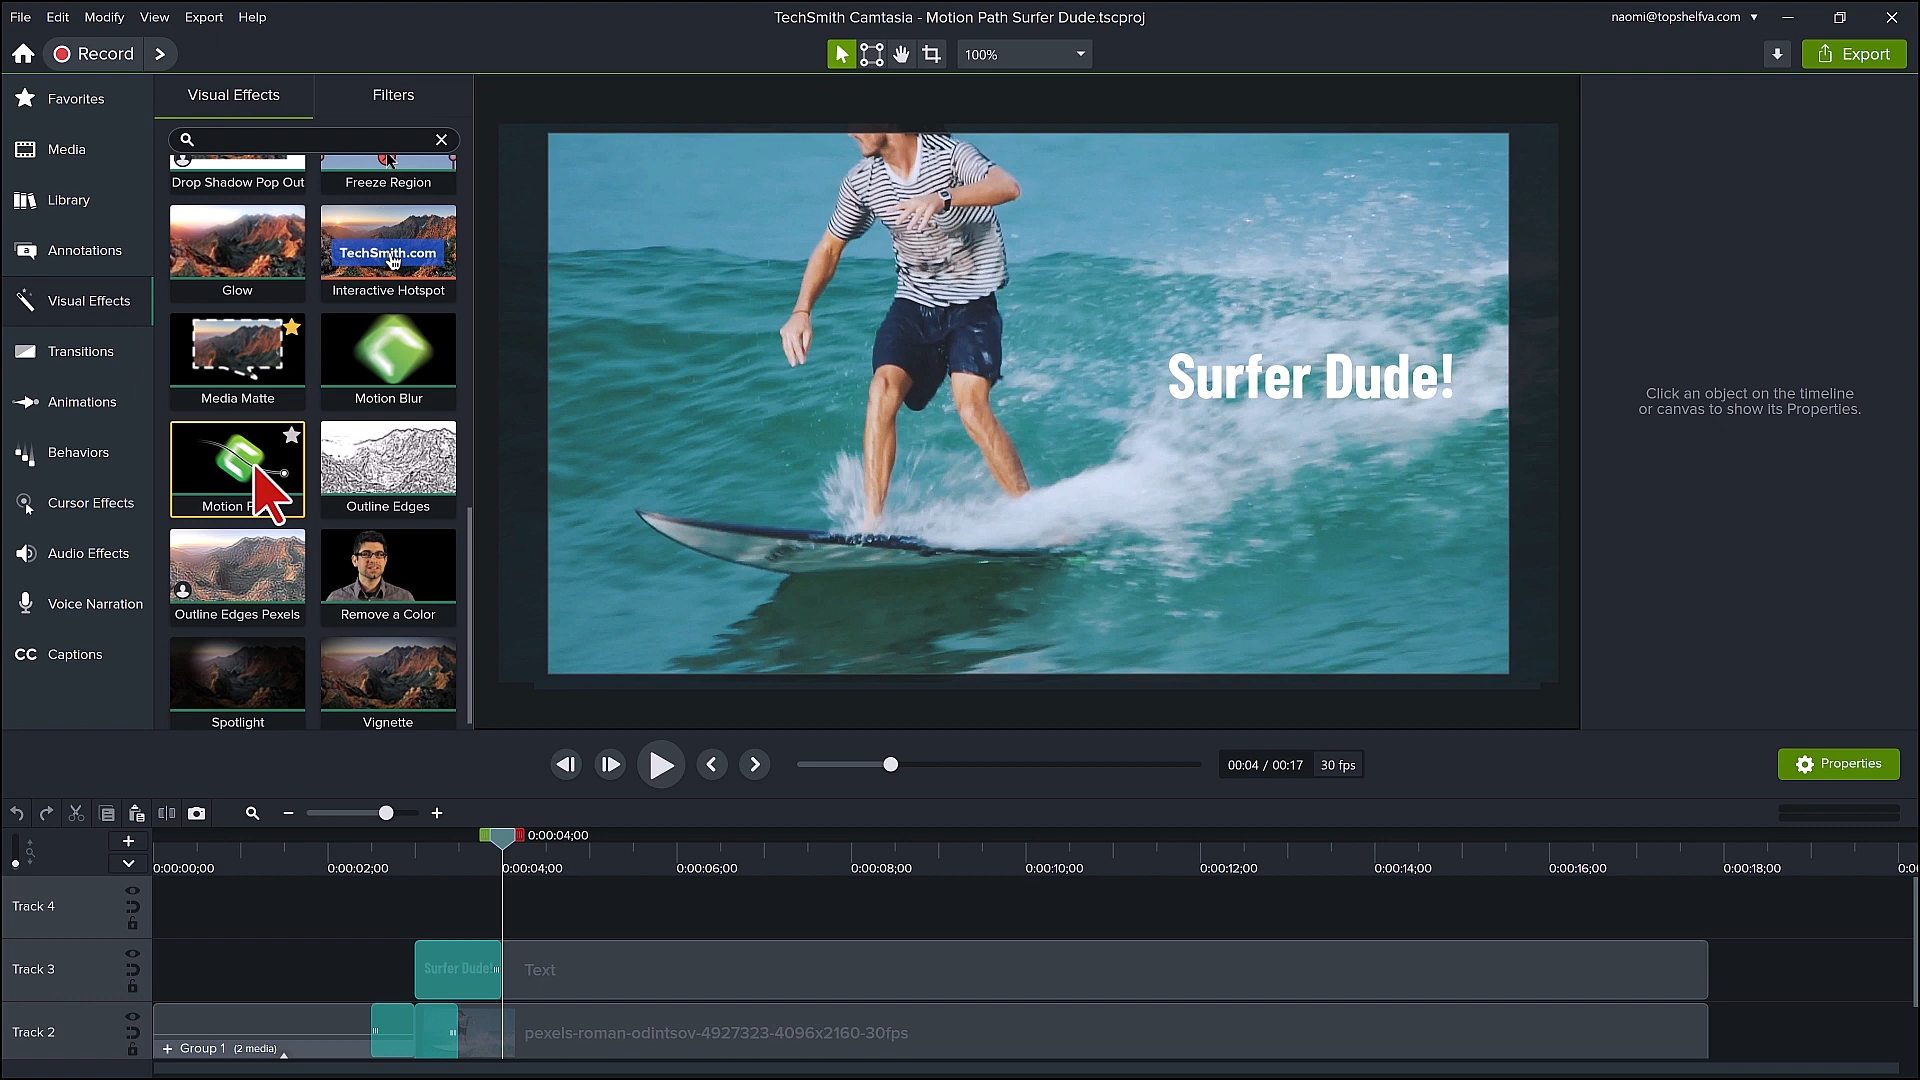 File Edit Modify View Export Help
TechSmith Camtasia - Motion Path Surfer Dude.tscproj
naomi@topshelfva.com
Record
100%
Export
Favorites
Media
Library
Annotations
Visual Effects
Transitions
Animations
Behaviors
Cursor Effects
Audio Effects
Voice Narration
CC Captions
Visual Effects
Filters
Drop Shadow Pop Out
Freeze Region
TechSmith.com
Glow
Interactive Hotspot
Media Matte
Motion Blur
Motion
Outline Edges
Outline Edges Pexels
Remove a Color
Spotlight
Vignette
Surfer Dude!
Click an object on the timeline
or canvas to show its Properties.
00:04 / 00:17
30 fps
Properties
0:00:04;00
0:00:00;00
0:00:02;00
0:00:04;00
0:00:06;00
0:00:08;00
0:00:10;00
0:00:12;00
0:00:14;00
0:00:16;00
0:00:18;00
Track 4
Track 3
Surfer Dude!
Text
Track 2
pexels-roman-odintsov-4927323-4096x2160-30fps
+ Group 1 (2 media)